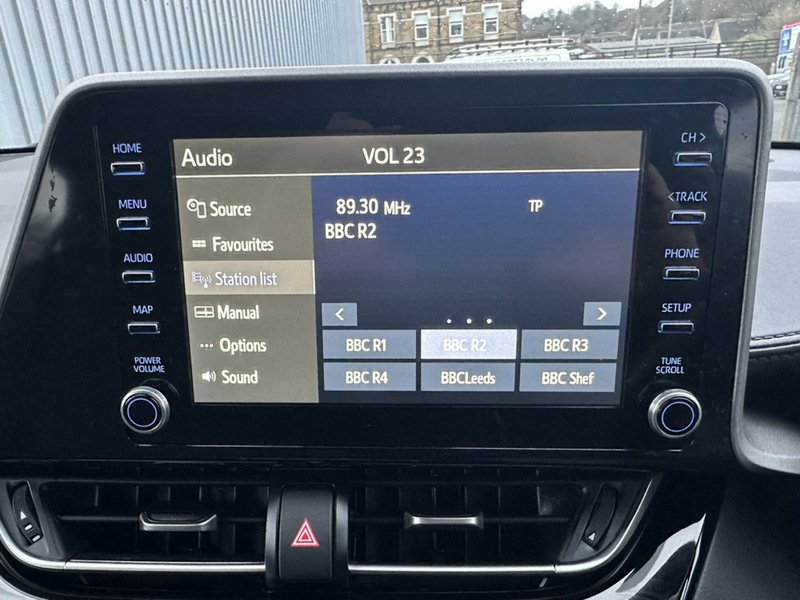 Audio VOL 23
HOME
MENU
AUDIO
MAP
POWER
VOLUME
Source
Favourites
Station list
Manual
Options
Sound
89.30 MHz TP
BBC R2
< >
BBC R1 BBC R2 BBC R3
BBC R4 BBCLeeds BBC Shef
CH >
<TRACK
PHONE
SETUP
TUNE
SCROLL